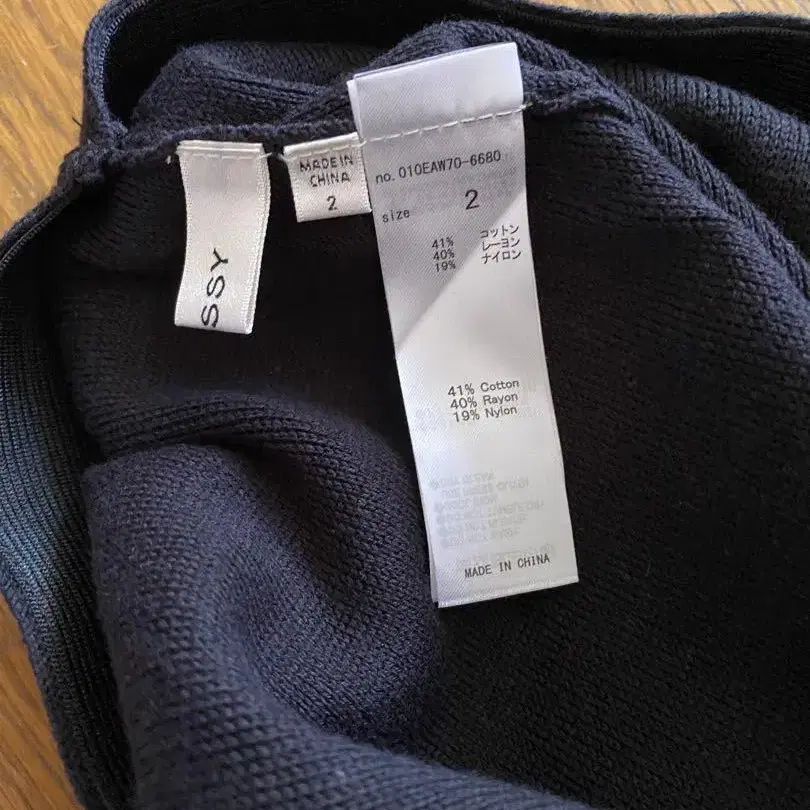 SSY
MADE IN
CHINA
2
no. 010EAW70-6680
size 2
41% コットン
40% レーヨン
19% ナイロン
41% Cotton
40% Rayon
19% Nylon
MADE IN CHINA